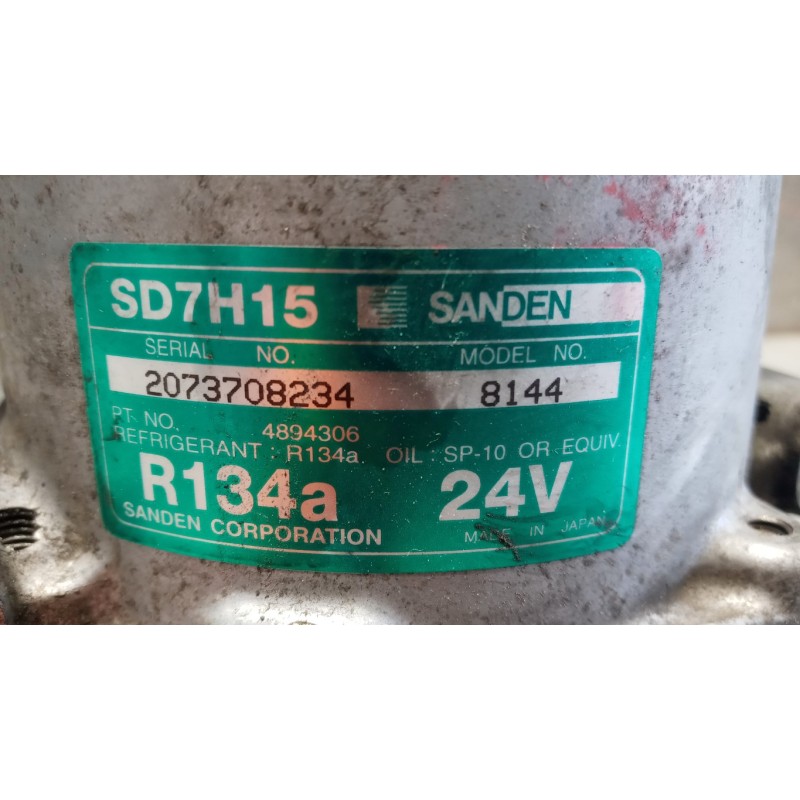 SD7H15 SANDEN
SERIAL NO. MODEL NO.
2073708234 8144
PT NO. 4894306
REFRIGERANT : R134a OIL : SP-10 OR EQUIV.
R134a 24V
SANDEN CORPORATION MADE IN JAPAN